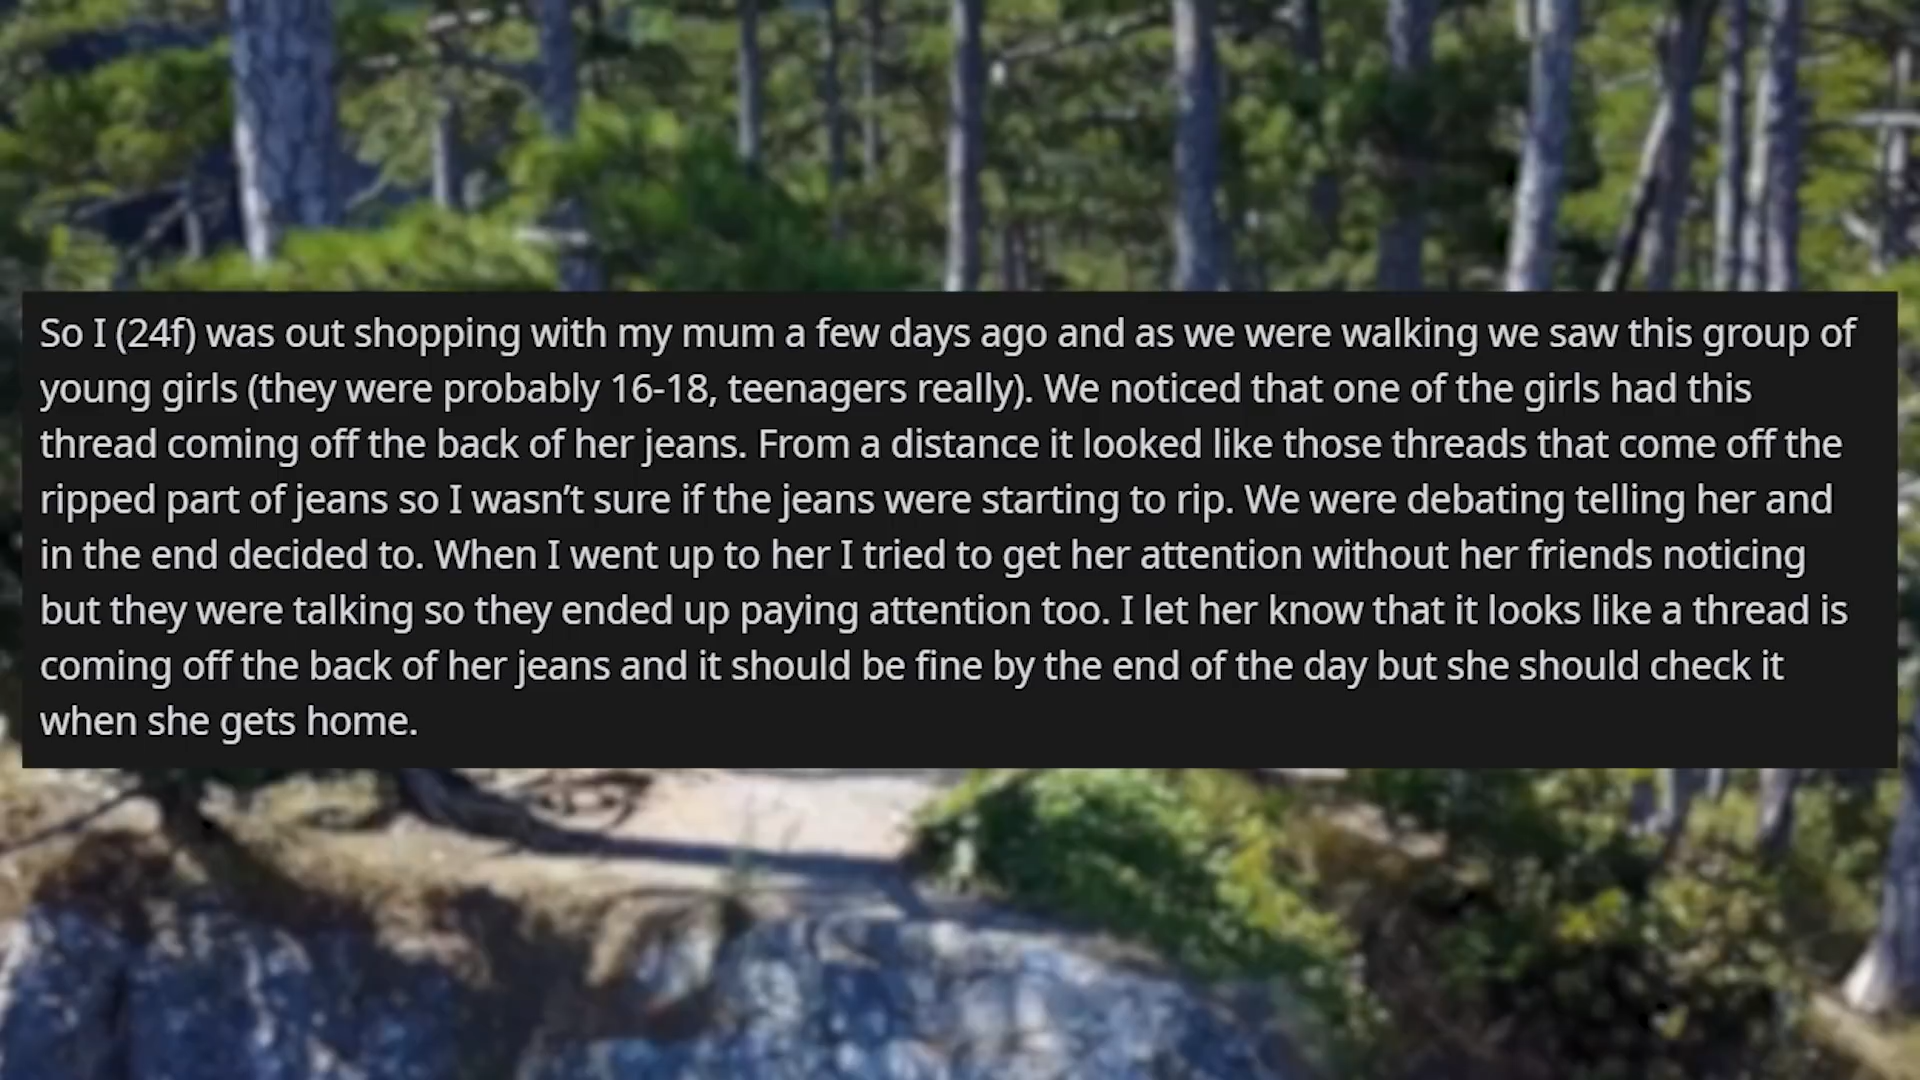 So I (24f) was out shopping with my mum a few days ago and as we were walking we saw this group of
young girls (they were probably 16-18, teenagers really). We noticed that one of the girls had this
thread coming off the back of her jeans. From a distance it looked like those threads that come off the
ripped part of jeans so I wasn’t sure if the jeans were starting to rip. We were debating telling her and
in the end decided to. When I went up to her I tried to get her attention without her friends noticing
but they were talking so they ended up paying attention too. I let her know that it looks like a thread is
coming off the back of her jeans and it should be fine by the end of the day but she should check it
when she gets home.